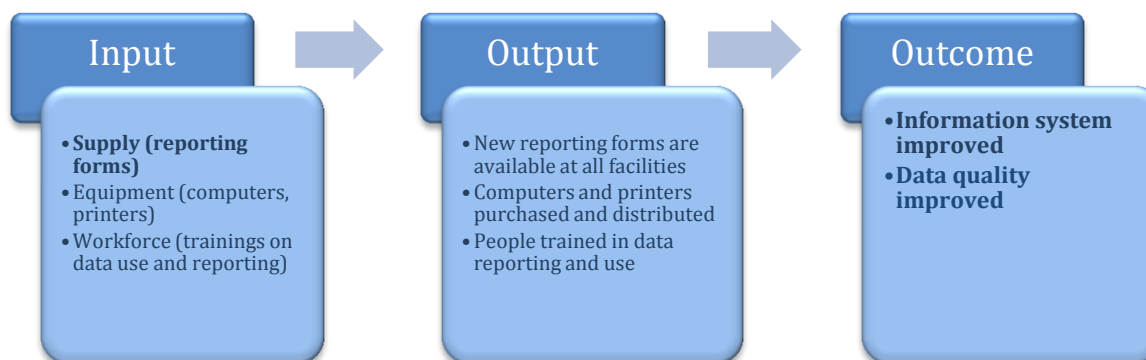 Input
• Supply (reporting
forms)
• Equipment (computers,
printers)
• Workforce (trainings on
data use and reporting)
Output
• New reporting forms are
available at all facilities
• Computers and printers
purchased and distributed
• People trained in data
reporting and use
Outcome
• Information system
improved
• Data quality
improved